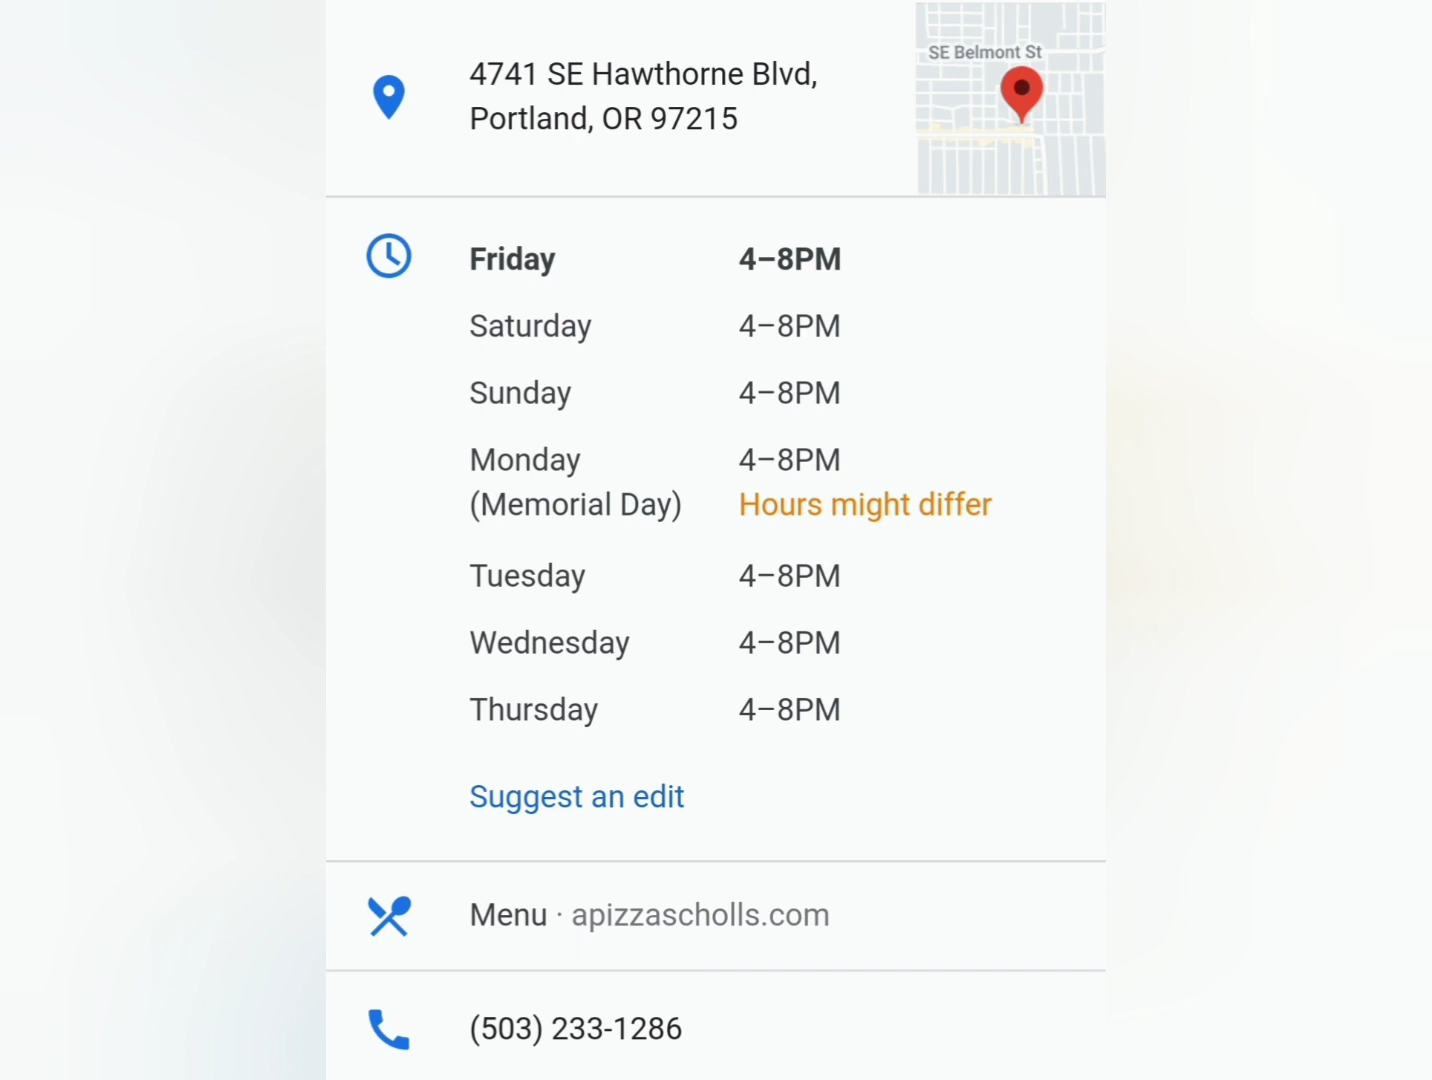 4741 SE Hawthorne Blvd,
Portland, OR 97215
SE Belmont St
Friday 4–8PM
Saturday 4–8PM
Sunday 4–8PM
Monday 4–8PM
(Memorial Day) Hours might differ
Tuesday 4–8PM
Wednesday 4–8PM
Thursday 4–8PM
Suggest an edit
Menu · apizzascholls.com
(503) 233-1286